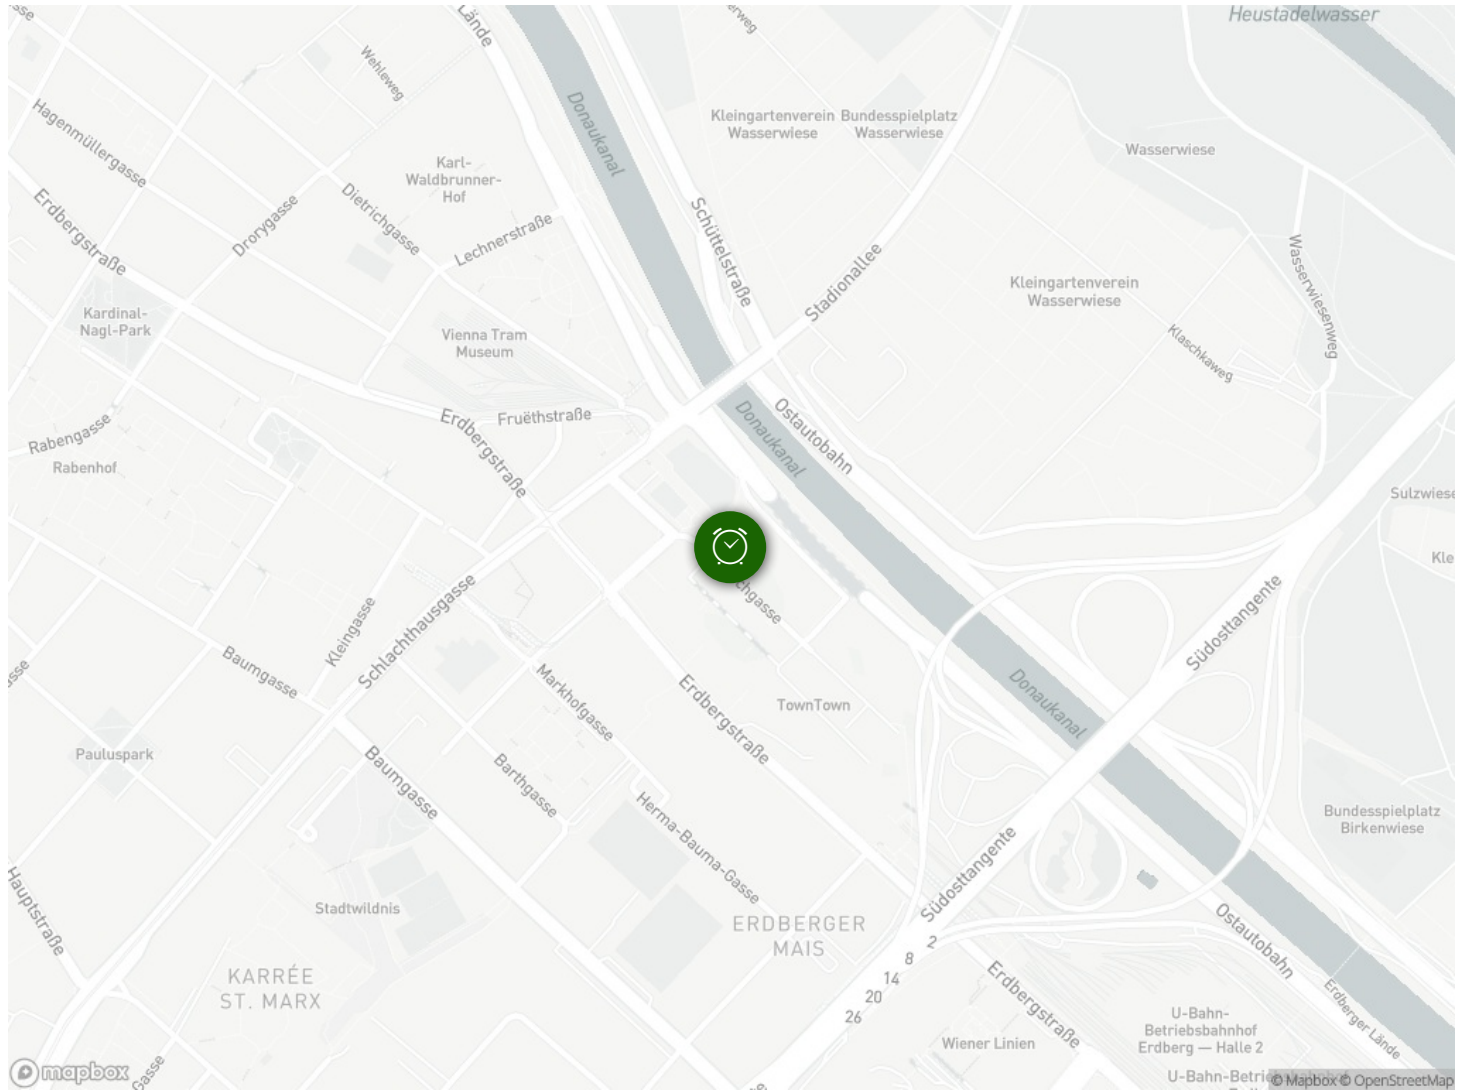 Heustadelwasser
Lände
Wehleweg
Donaukanal
Kleingartenverein
Wasserwiese
Bundesspielplatz
Wasserwiese
Wasserwiese
Hagenmüllergasse
Karl-
Waldbrunner-
Hof
Dietrichgasse
Erdbergstraße
Drorygasse
Lechnerstraße
Schüttelstraße
Stadionallee
Wasserwiesenweg
Kleingartenverein
Wasserwiese
Kardinal-
Nagl-Park
Vienna Tram
Museum
Klaschkaweg
Erdbergstraße
Fruëthstraße
Donaukanal
Ostautobahn
Rabengasse
Rabenhof
Sulzwiese
Kle
chgasse
Kleingasse
Schlachthausgasse
Südosttangente
Baumgasse
Markhofgasse
Erdbergstraße
TownTown
Donaukanal
Pauluspark
Baumgasse
Barthgasse
Herma-Bauma-Gasse
Bundesspielplatz
Birkenwiese
Südosttangente
Hauptstraße
Stadtwildnis
ERDBERGER
MAIS
2
8
14
20
26
Ostautobahn
KARRÉE
ST. MARX
Erdbergstraße
Erdberger Lände
U-Bahn-
Betriebsbahnhof
Erdberg — Halle 2
Wiener Linien
mapbox
© Mapbox © OpenStreetMap